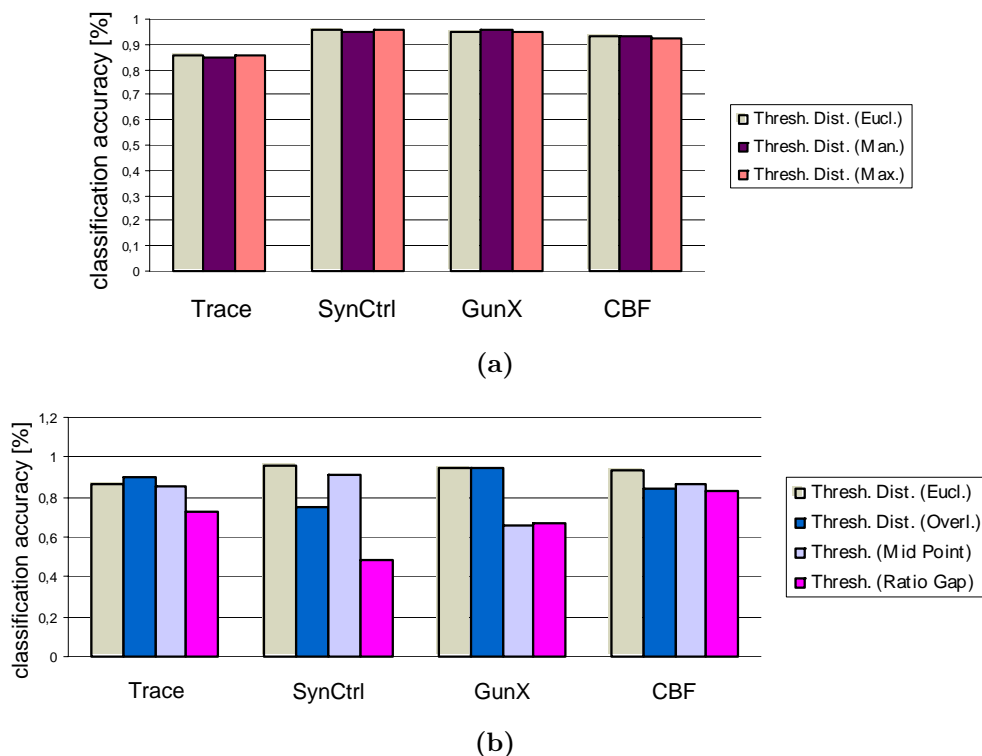 classification accuracy [%]
1
0,9
0,8
0,7
0,6
0,5
0,4
0,3
0,2
0,1
0
Trace SynCtrl GunX CBF
Thresh. Dist. (Eucl.)
Thresh. Dist. (Man.)
Thresh. Dist. (Max.)
(a)
classification accuracy [%]
1,2
1
0,8
0,6
0,4
0,2
0
Trace SynCtrl GunX CBF
Thresh. Dist. (Eucl.)
Thresh. Dist. (Overl.)
Thresh. (Mid Point)
Thresh. (Ratio Gap)
(b)